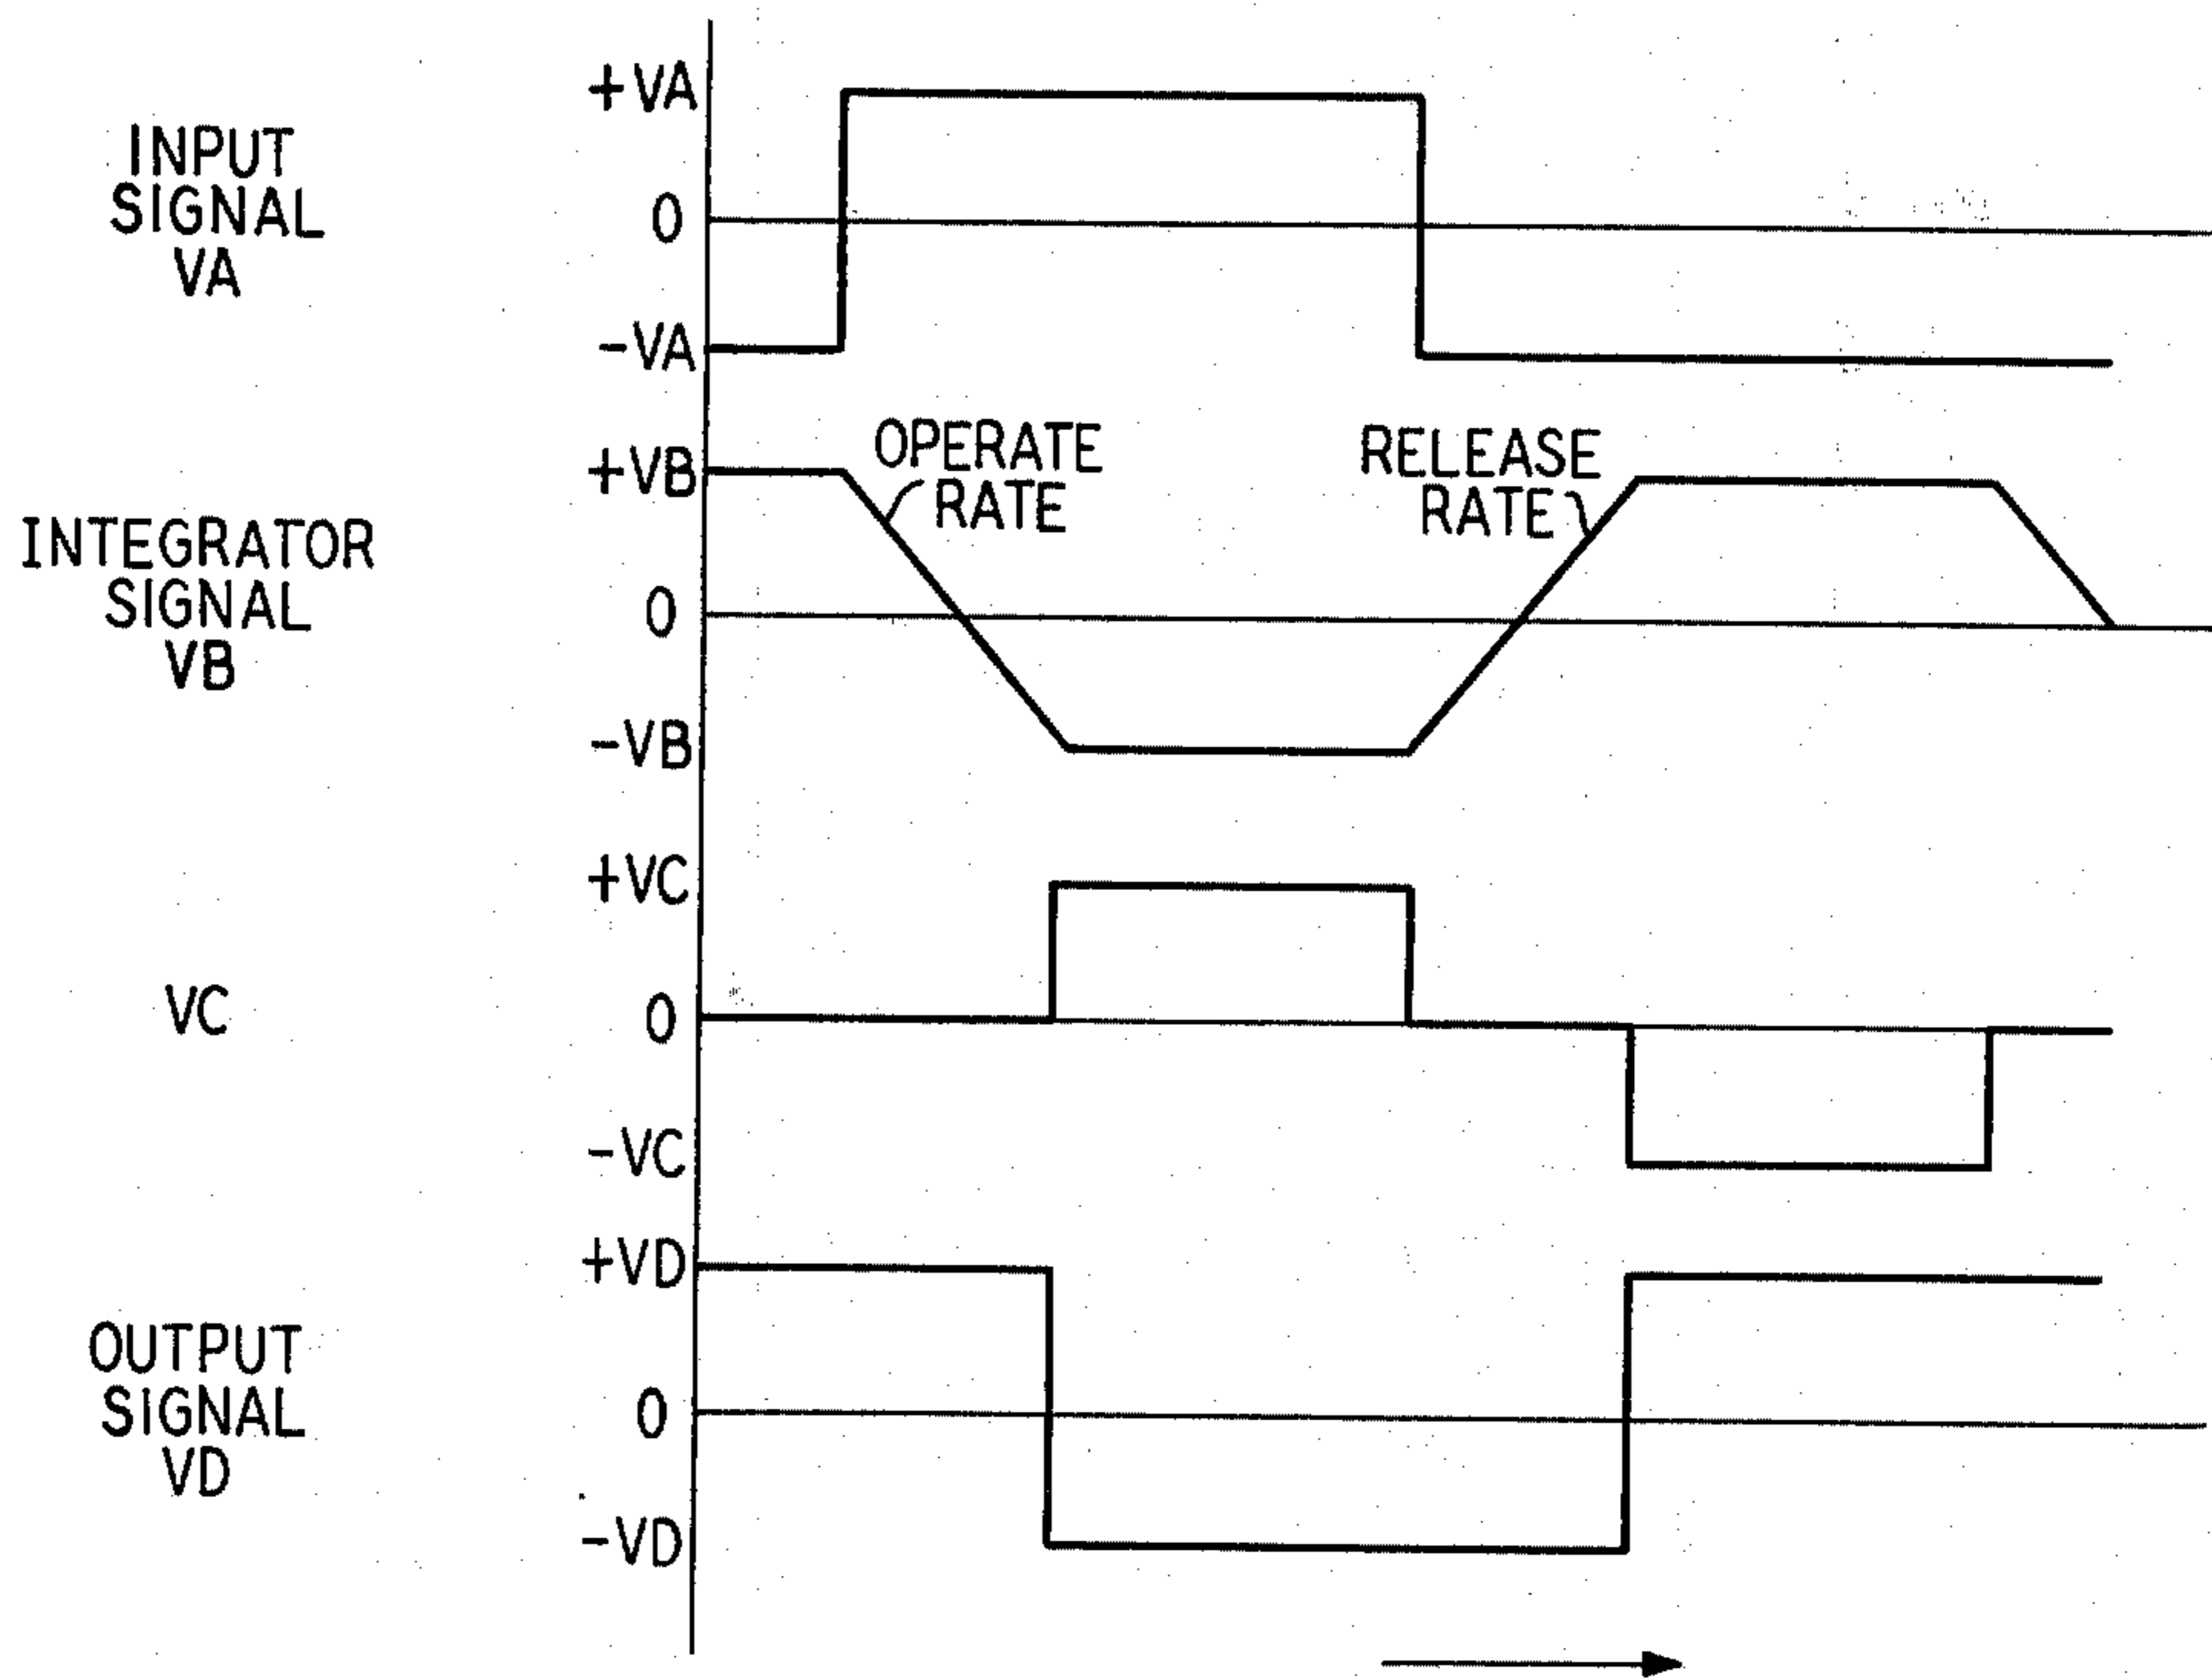 INPUT
SIGNAL
VA
+VA
0
-VA
INTEGRATOR
SIGNAL
VB
+VB
0
-VB
OPERATE
RATE
RELEASE
RATE
VC
+VC
0
-VC
OUTPUT
SIGNAL
VD
+VD
0
-VD